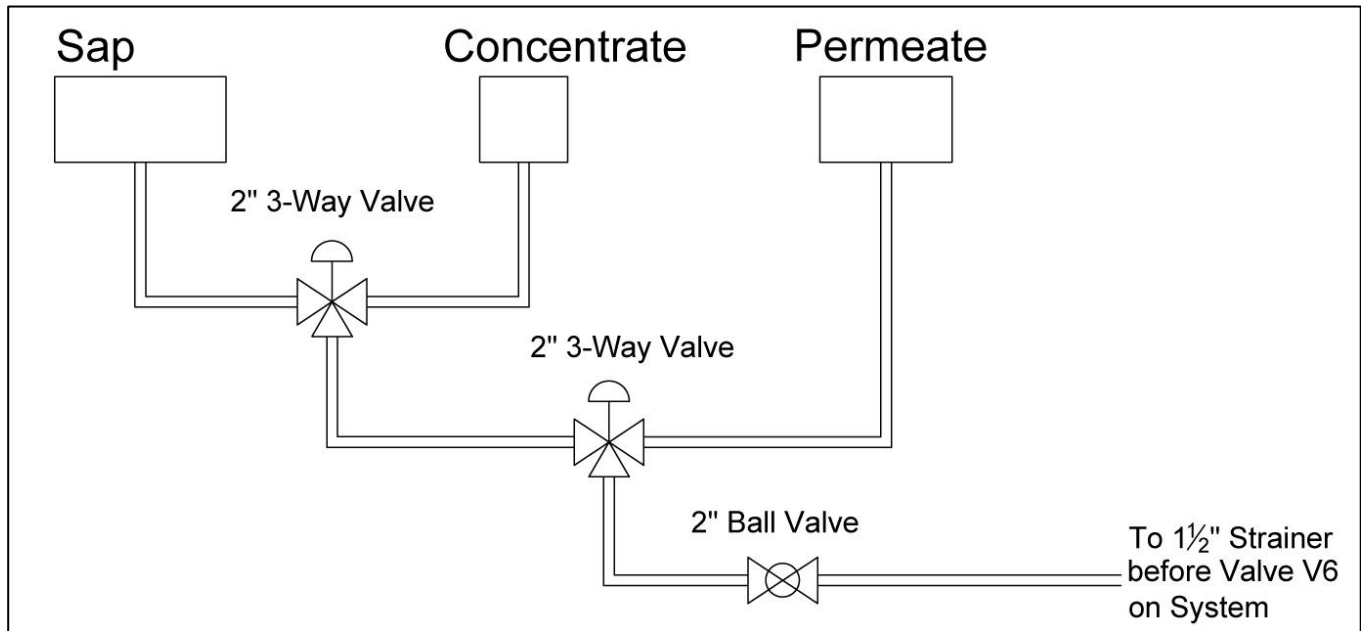 Sap
Concentrate
Permeate
2" 3-Way Valve
2" 3-Way Valve
2" Ball Valve
To 1½" Strainer
before Valve V6
on System